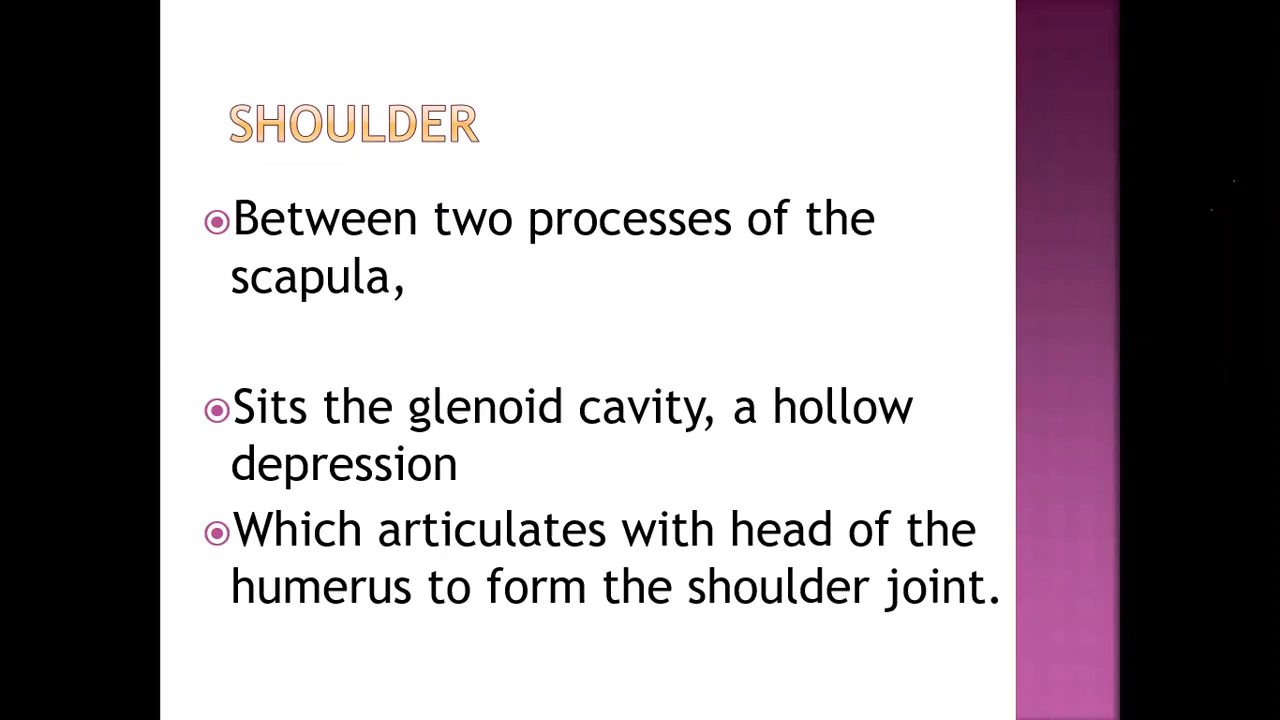 SHOULDER
Between two processes of the
scapula,
Sits the glenoid cavity, a hollow
depression
Which articulates with head of the
humerus to form the shoulder joint.